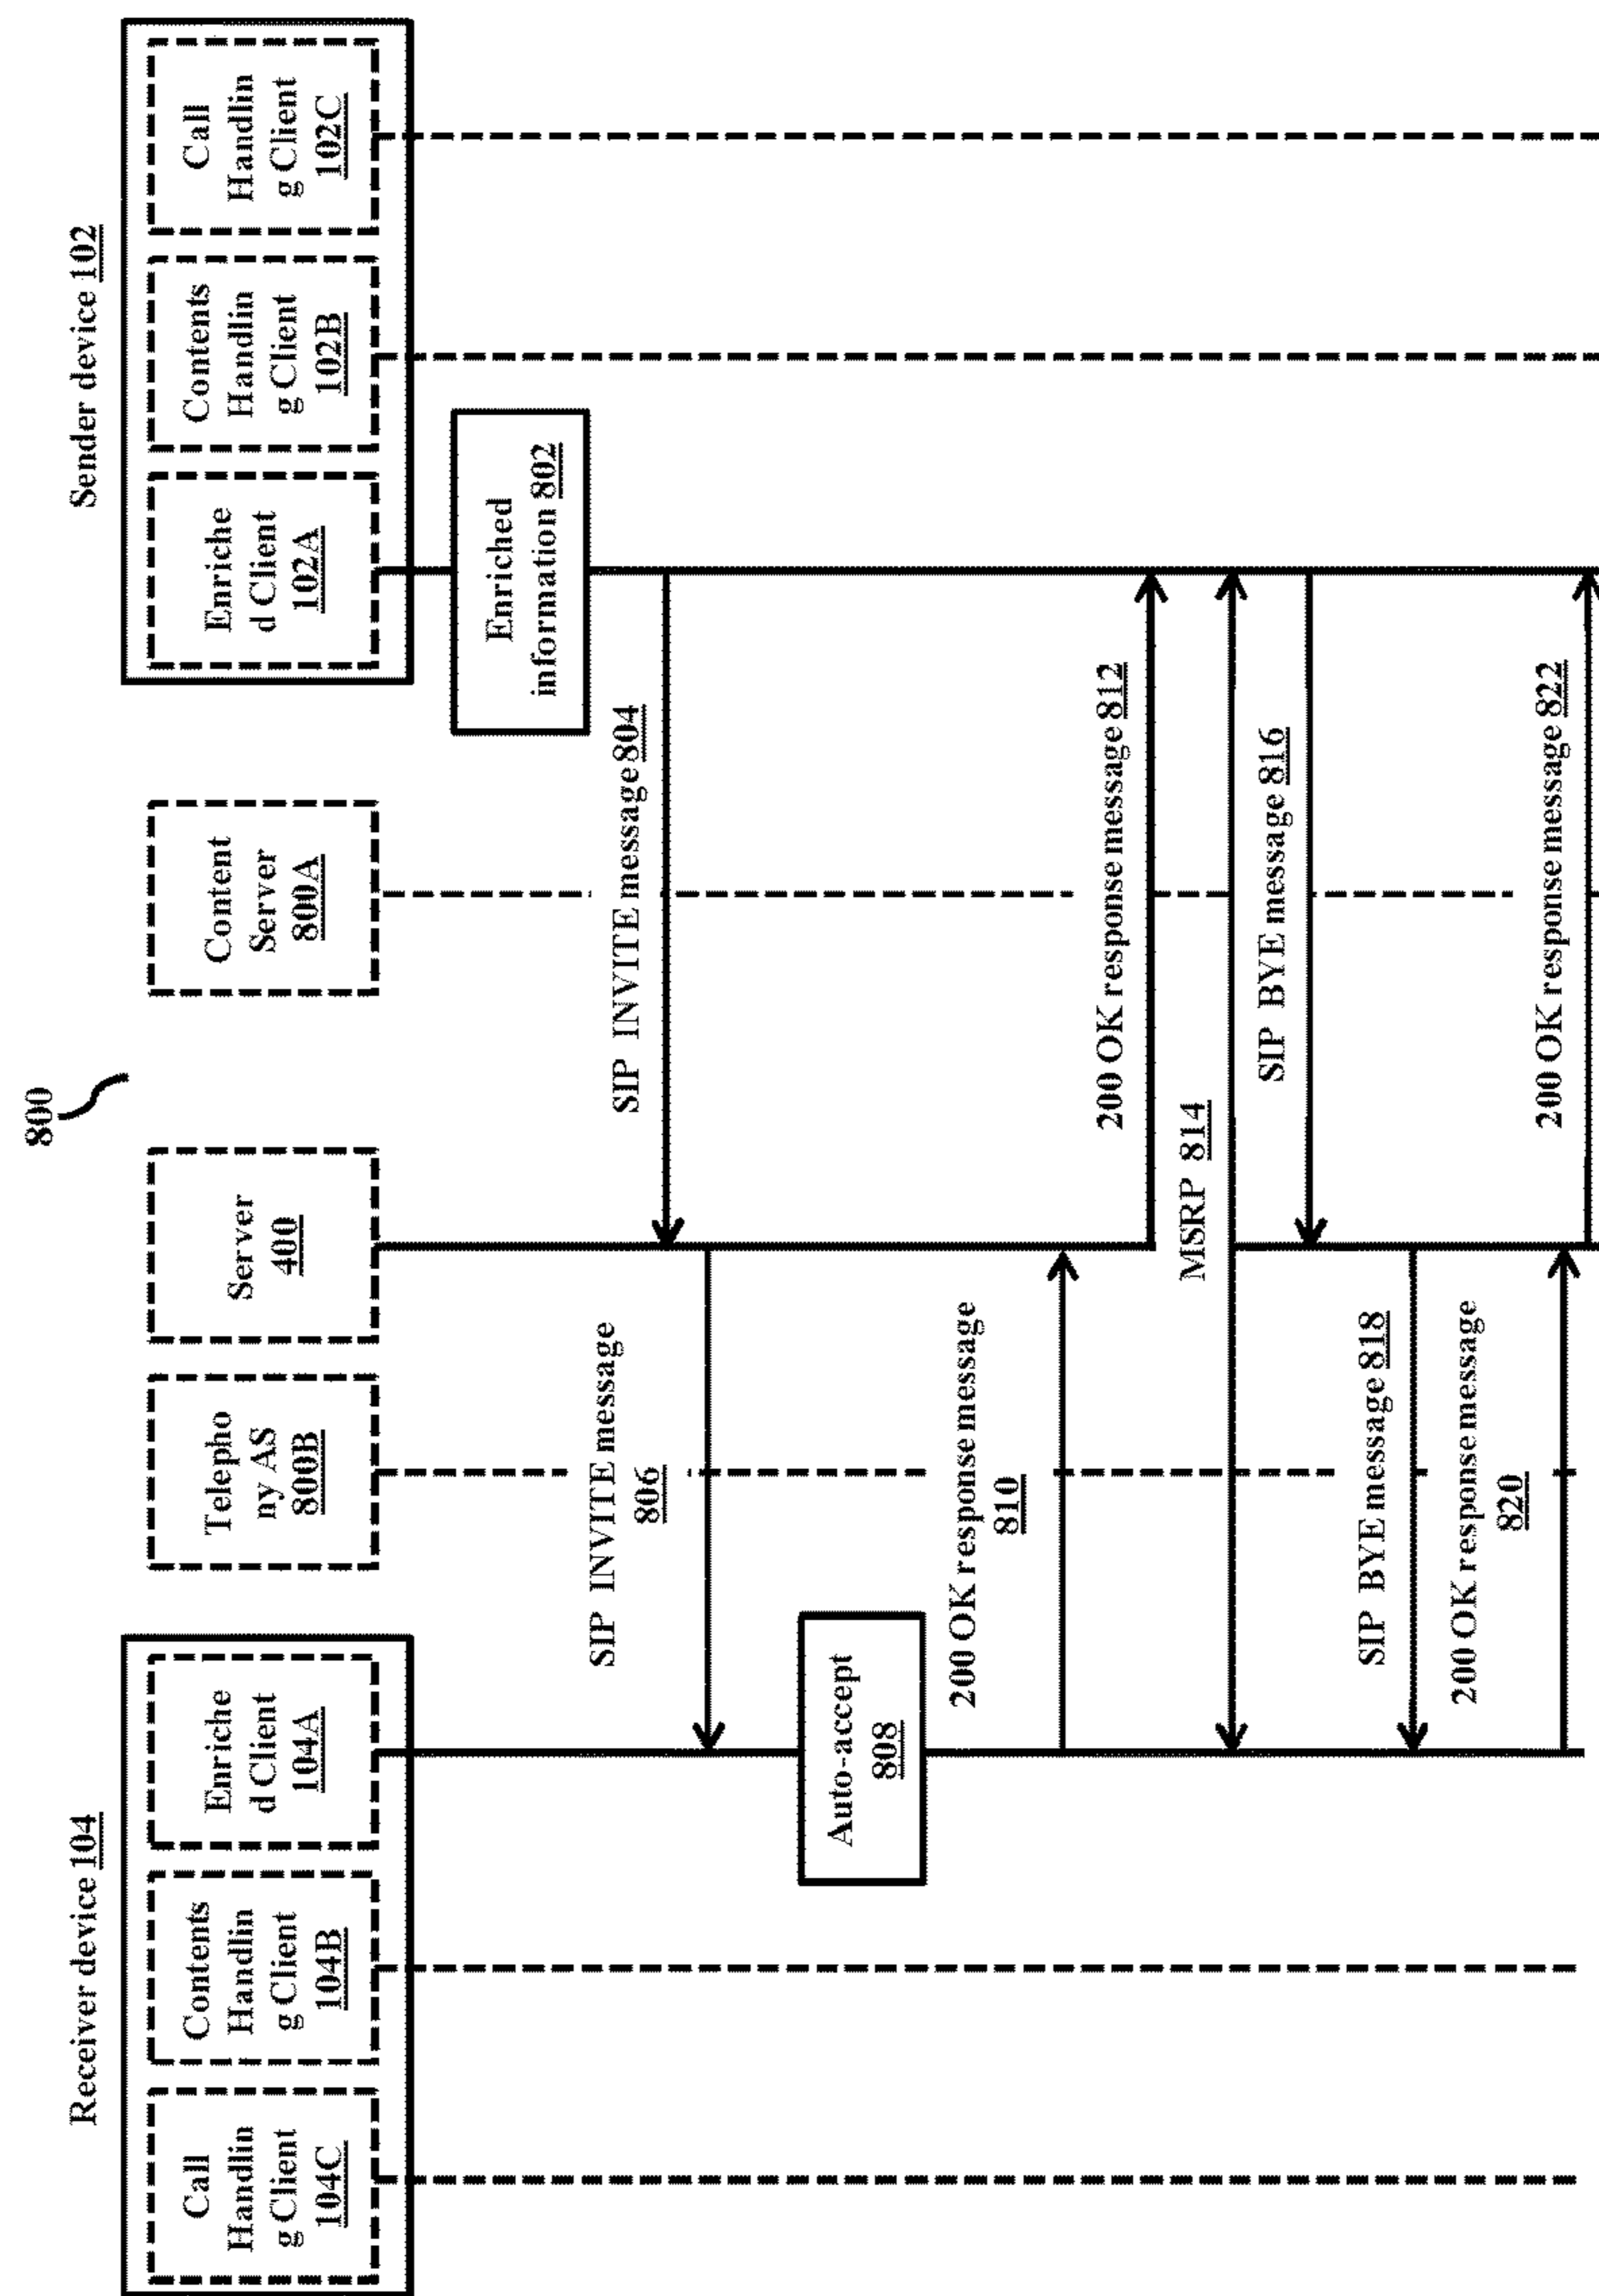 800
Receiver device 104
Sender device 102
Call
Handlin
g Client
104C
Contents
Handlin
g Client
104B
Enriche
d Client
104A
Telepho
ny AS
800B
Server
400
Content
Server
800A
Enriche
d Client
102A
Contents
Handlin
g Client
102B
Call
Handlin
g Client
102C
Enriched
information 802
SIP INVITE message 804
SIP INVITE message
806
Auto-accept
808
200 OK response message
810
200 OK response message 812
MSRP 814
SIP BYE message 816
SIP BYE message 818
200 OK response message
820
200 OK response message 822